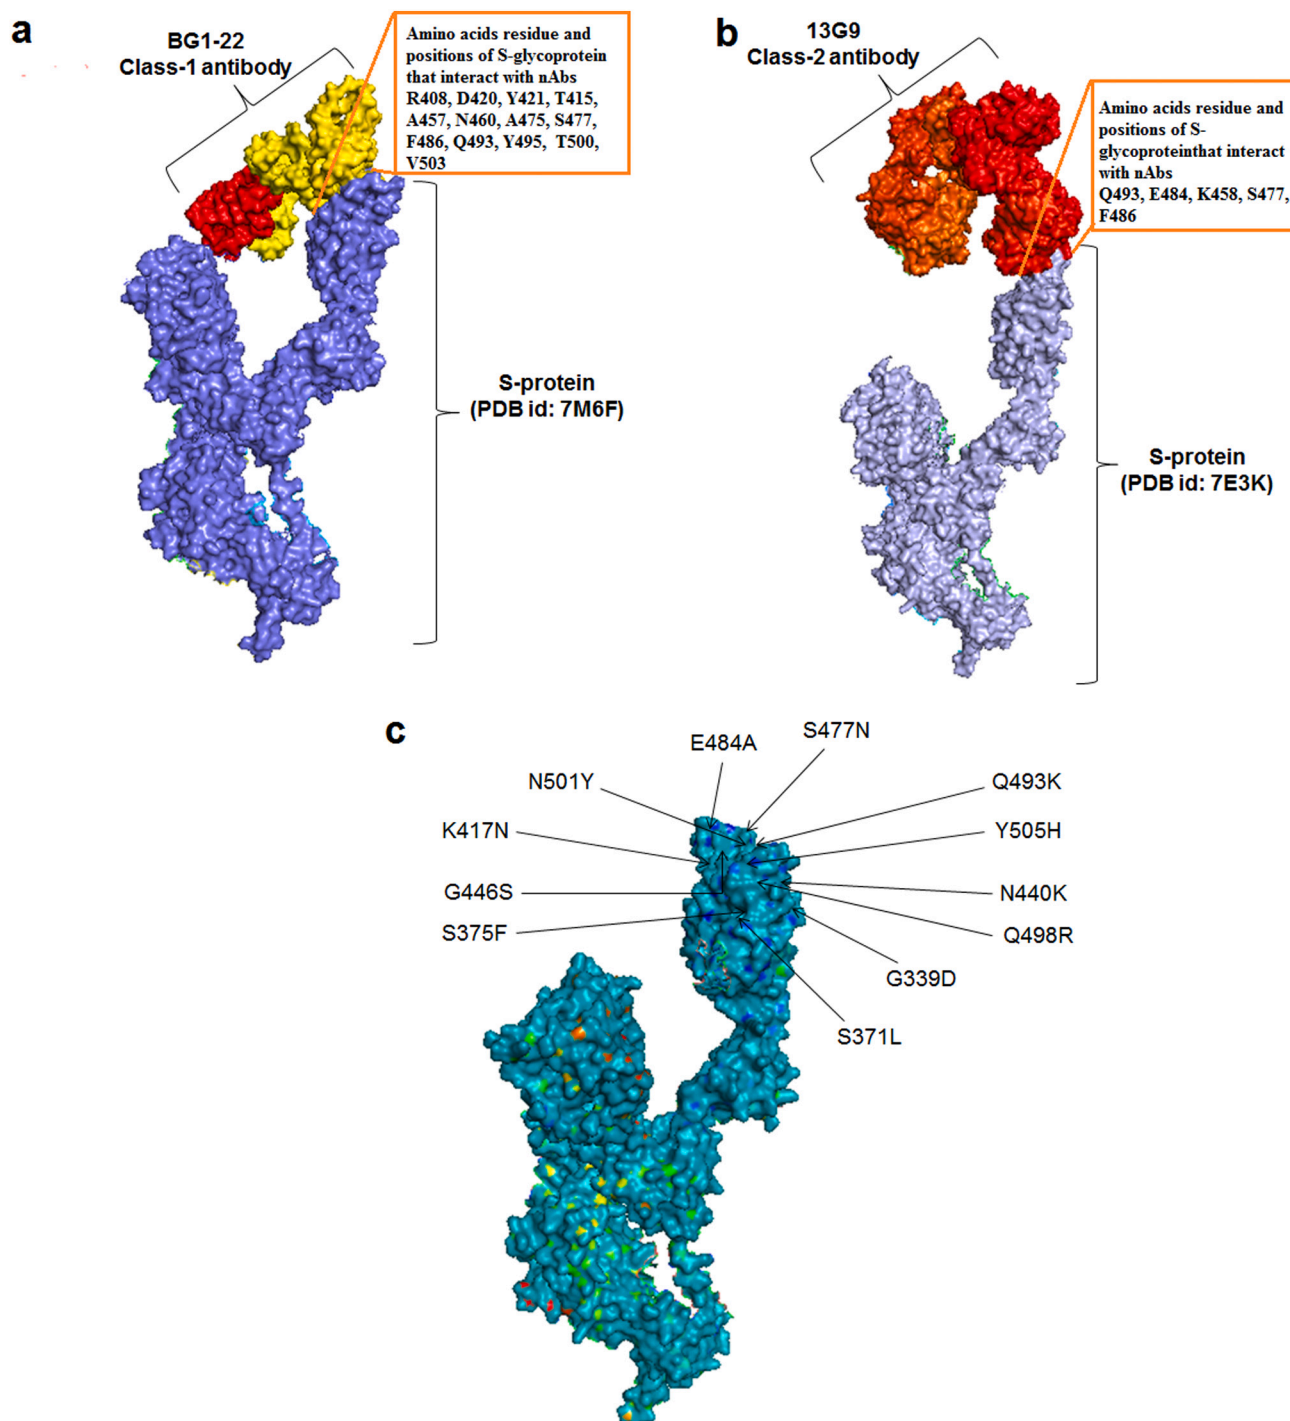 a
BG1-22
Class-1 antibody
Amino acids residue and
positions of S-glycoprotein
that interact with nAbs
R408, D420, Y421, T415,
A457, N460, A475, S477,
F486, Q493, Y495, T500,
V503
S-protein
(PDB id: 7M6F)
b
13G9
Class-2 antibody
Amino acids residue and
positions of S-
glycoproteinthat interact
with nAbs
Q493, E484, K458, S477,
F486
S-protein
(PDB id: 7E3K)
c
E484A
S477N
N501Y
Q493K
K417N
Y505H
G446S
N440K
S375F
Q498R
G339D
S371L